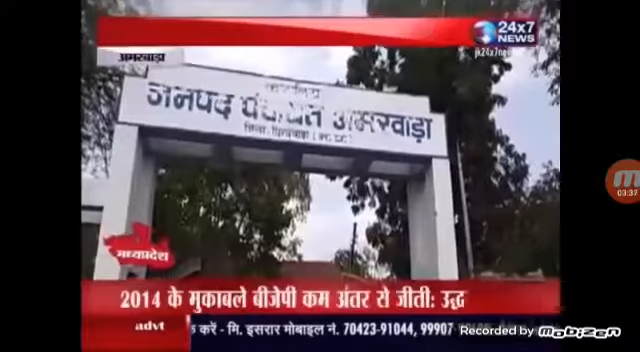 24x7
NEWS
अमरवाड़ा
jk24x7ne
कार्यालय
जनपद पंचायत अमरवाड़ा
m
03:37
मध्यप्रदेश
2014 के मुकाबले बीजेपी कम अंतर से जीती: उद्ध
advt
करें - मि. इसरार मोबाइल नं. 70423-91044, 99907
Recorded by mobizen